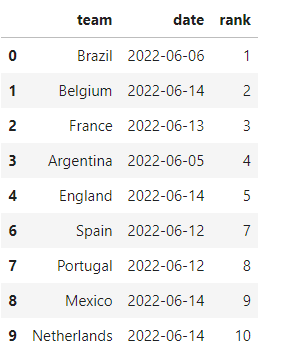 team date rank
0 Brazil 2022-06-06 1
1 Belgium 2022-06-14 2
2 France 2022-06-13 3
3 Argentina 2022-06-05 4
4 England 2022-06-14 5
6 Spain 2022-06-12 7
7 Portugal 2022-06-12 8
8 Mexico 2022-06-14 9
9 Netherlands 2022-06-14 10